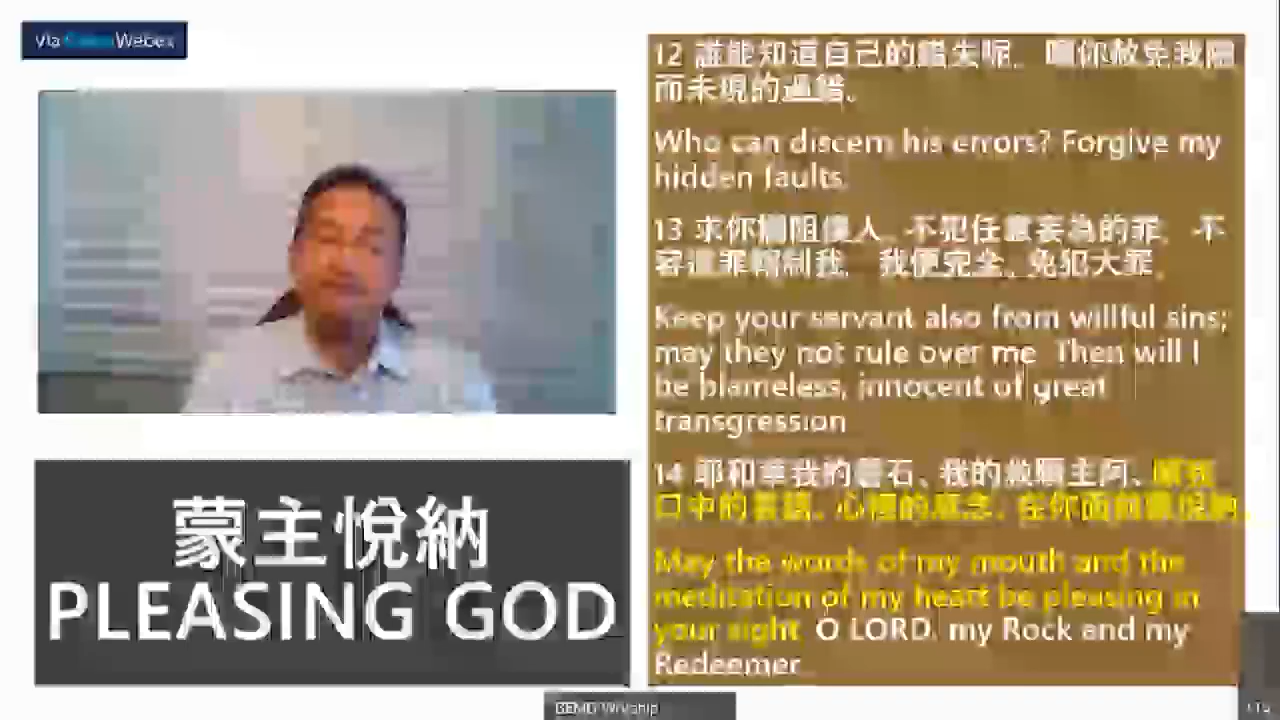 Via Cisco Webex
12 誰能知道自己的錯失呢、願你赦免我隱
而未現的過錯。
Who can discern his errors? Forgive my
hidden faults.
13 求你攔阻僕人、不犯任意妄為的罪、不
容這罪轄制我、我便完全、免犯大罪。
Keep your servant also from willful sins;
may they not rule over me. Then will I
be blameless, innocent of great
transgression
14 耶和華我的磐石、我的救贖主阿、願我
口中的言語、心裡的意念、在你面前蒙悅納。
May the words of my mouth and the
meditation of my heart be pleasing in
your sight, O LORD, my Rock and my
Redeemer.
蒙主悅納
PLEASING GOD
Worship